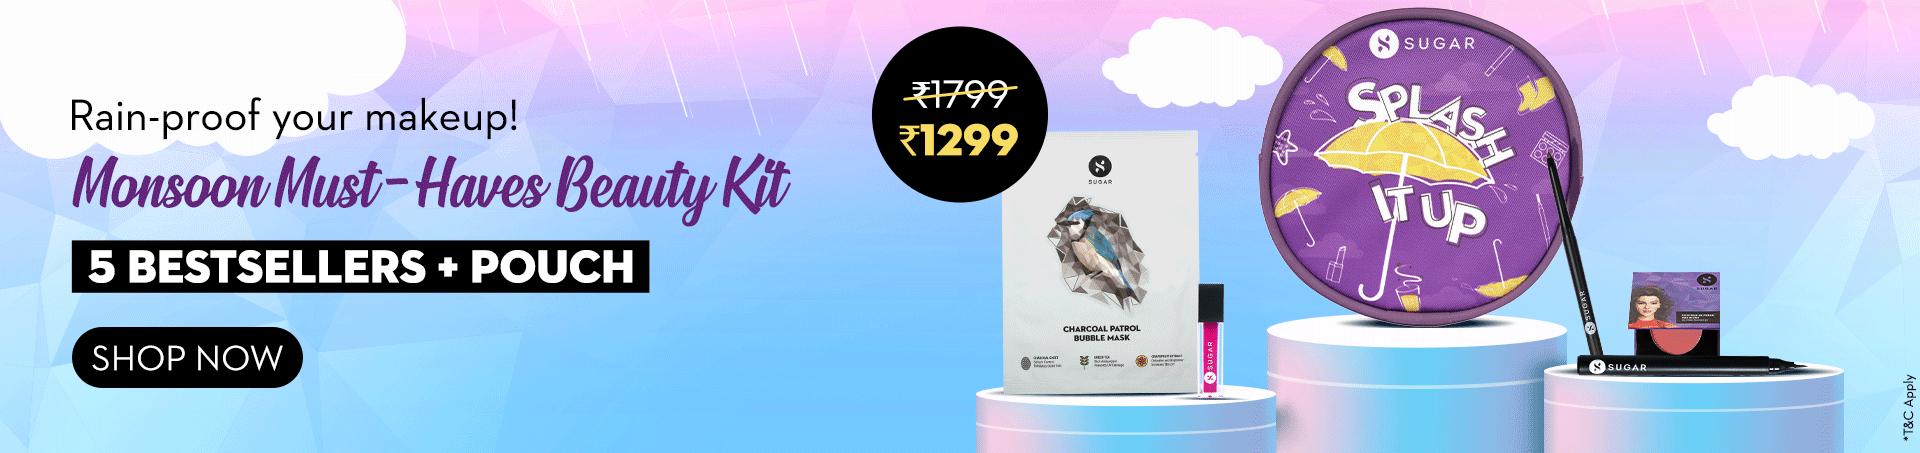 Rain-proof your makeup!
Monsoon Must-Haves Beauty Kit
5 BESTSELLERS + POUCH
SHOP NOW
₹1799
₹1299
SUGAR
CHARCOAL PATROL
BUBBLE MASK
SUGAR
SUGAR
SPLASH
IT UP
SUGAR
SUGAR
SUGAR
*T&C Apply